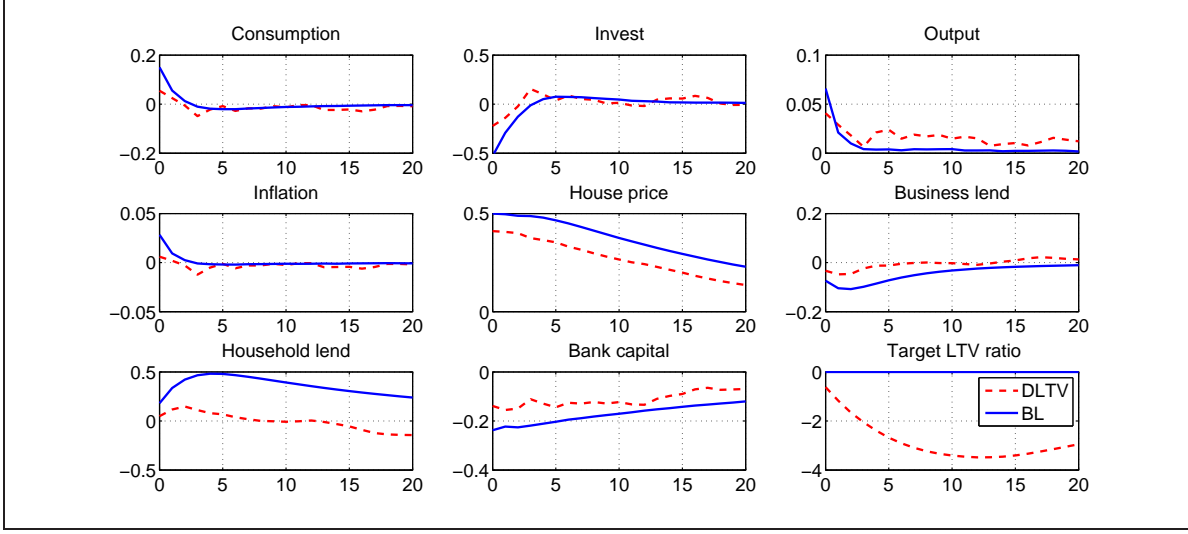 Consumption Invest Output
0.2 0.5 0.1
0 0 0.05
−0.2 −0.5 0
0 5 10 15 20 0 5 10 15 20 0 5 10 15 20
Inflation House price Business lend
0.05 0.5 0.2
0 0
−0.05 0 −0.2
0 5 10 15 20 0 5 10 15 20 0 5 10 15 20
Household lend Bank capital Target LTV ratio
0.5 0 0
DLTV
0 −0.2 −2 BL
−0.5 −0.4 −4
0 5 10 15 20 0 5 10 15 20 0 5 10 15 20